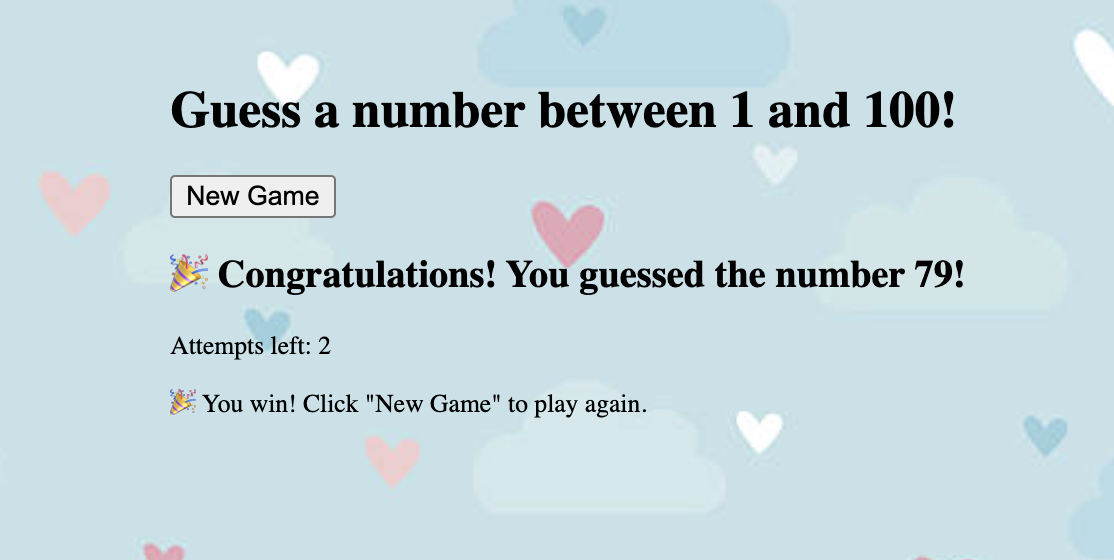 Guess a number between 1 and 100!
New Game
🎉 Congratulations! You guessed the number 79!
Attempts left: 2
🎉 You win! Click "New Game" to play again.